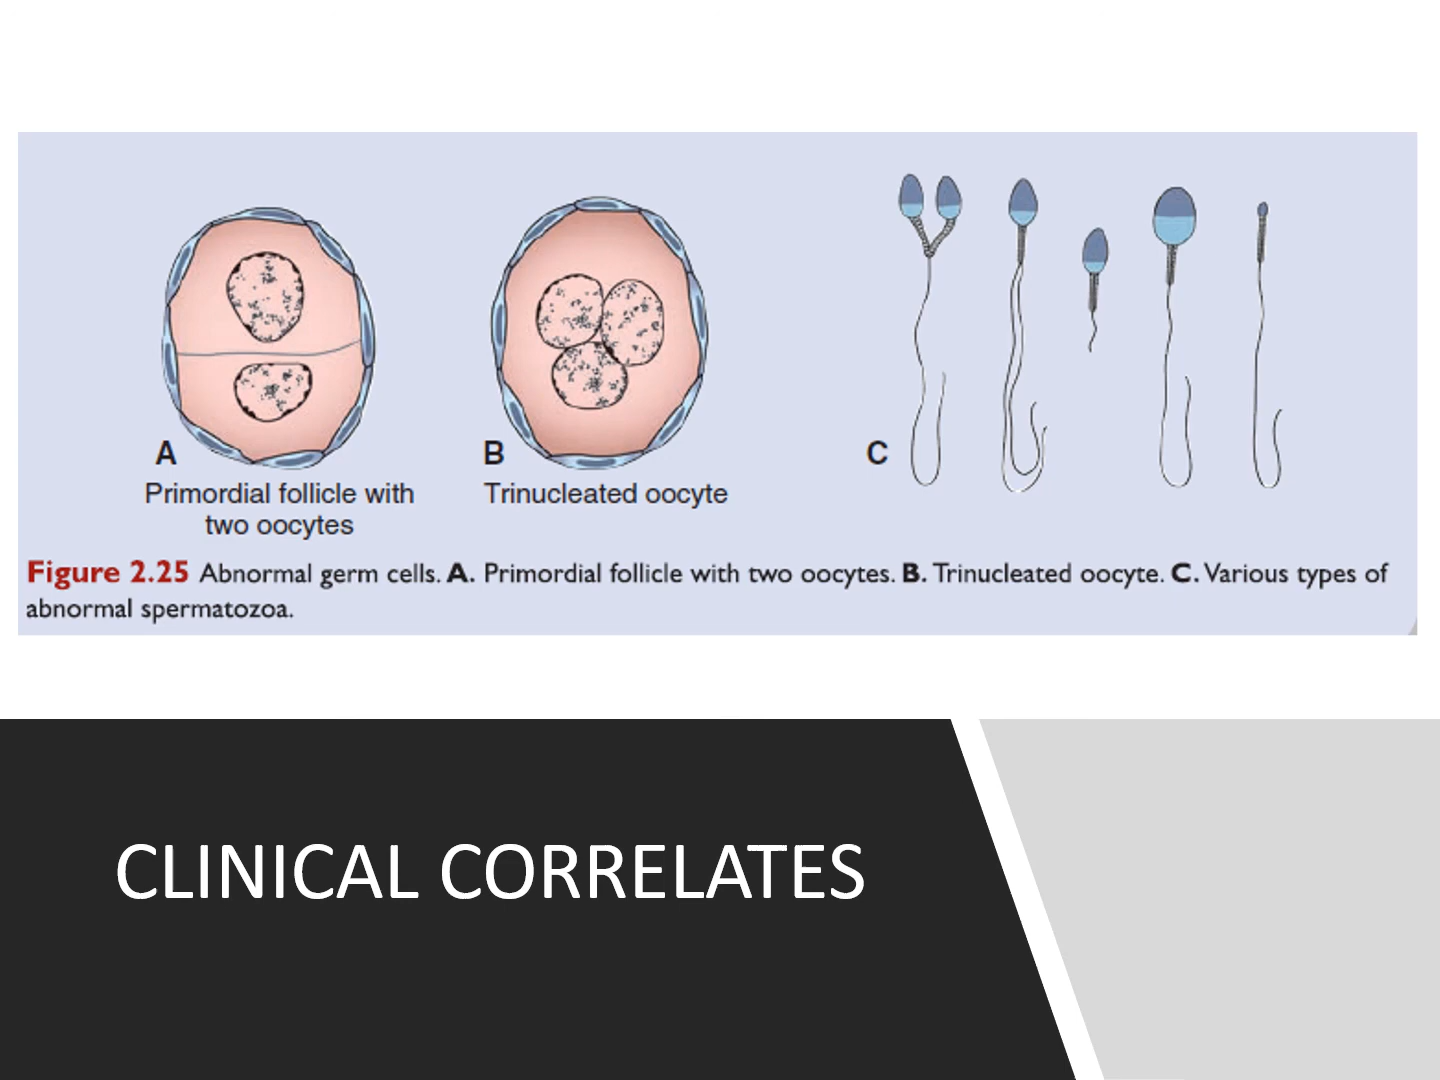 A
Primordial follicle with
two oocytes
B
Trinucleated oocyte
C
Figure 2.25 Abnormal germ cells. A. Primordial follicle with two oocytes. B. Trinucleated oocyte. C. Various types of
abnormal spermatozoa.
CLINICAL CORRELATES